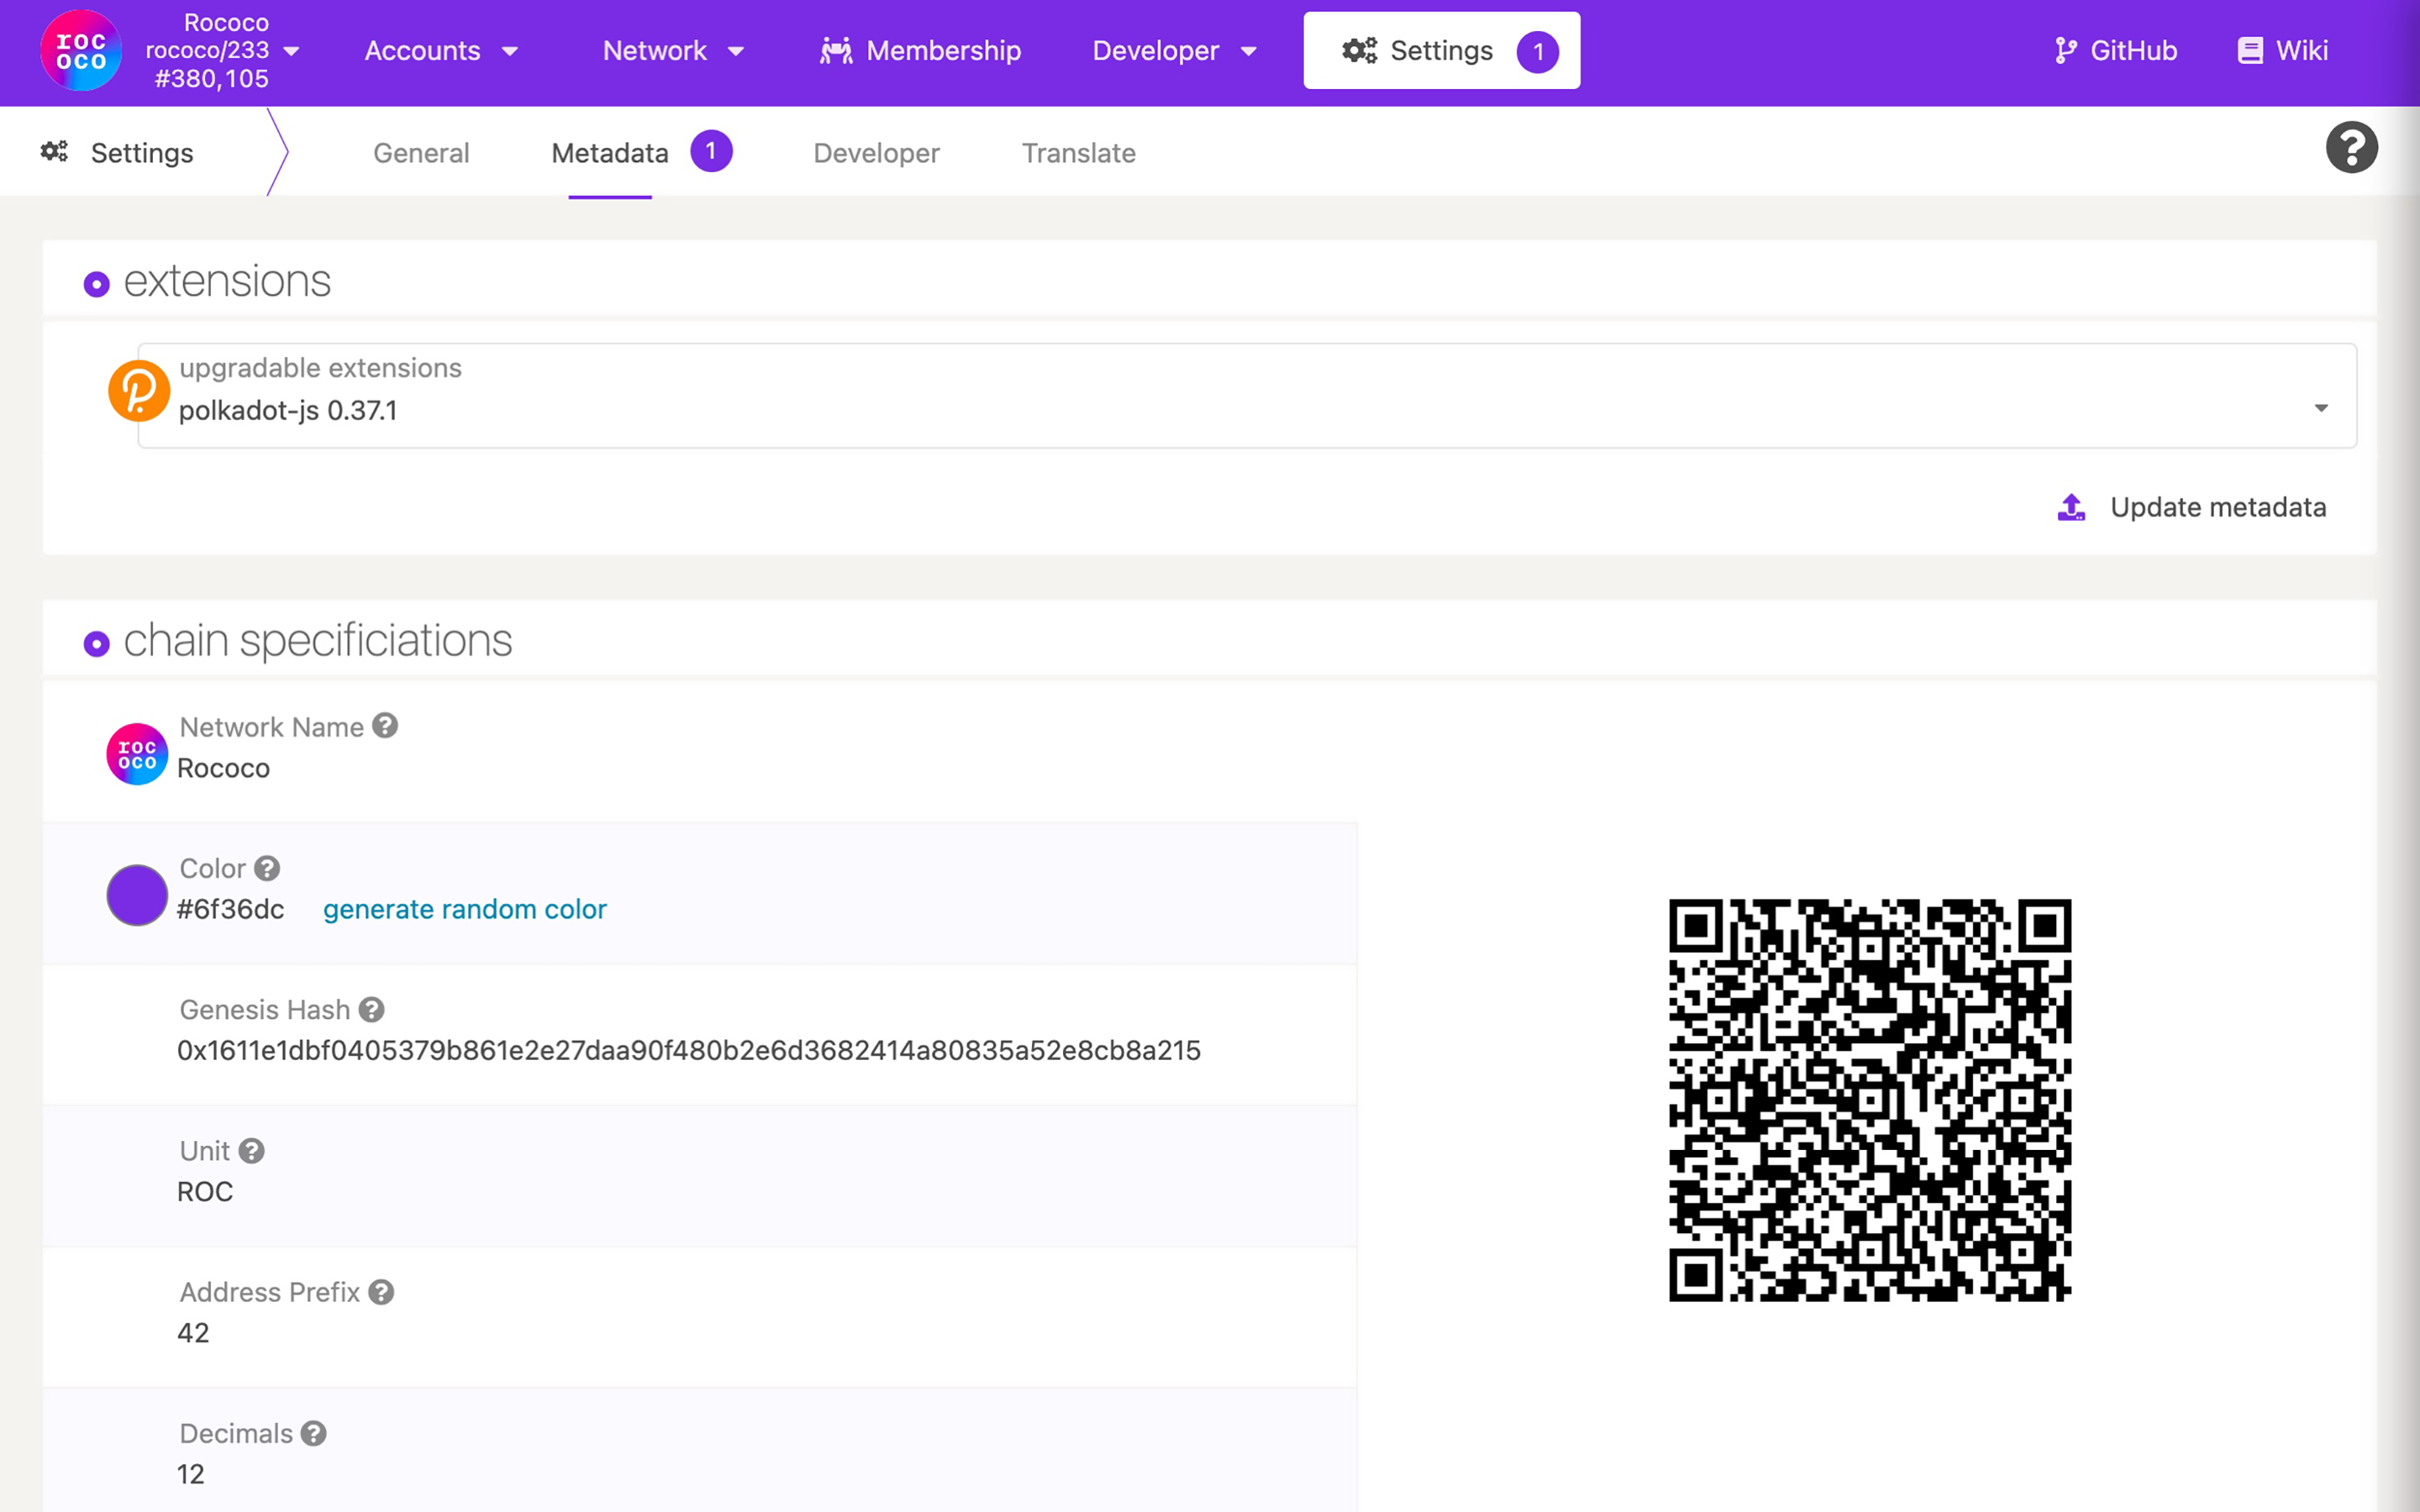 roc
oco
Rococo
rococo/233
#380,105
Accounts
Network
Membership
Developer
Settings 1
GitHub
Wiki
Settings
General
Metadata 1
Developer
Translate
?
extensions
upgradable extensions
polkadot-js 0.37.1
Update metadata
chain specificiations
roc
oco
Network Name ?
Rococo
Color ?
#6f36dc generate random color
Genesis Hash ?
0x1611e1dbf0405379b861e2e27daa90f480b2e6d3682414a80835a52e8cb8a215
Unit ?
ROC
Address Prefix ?
42
Decimals ?
12